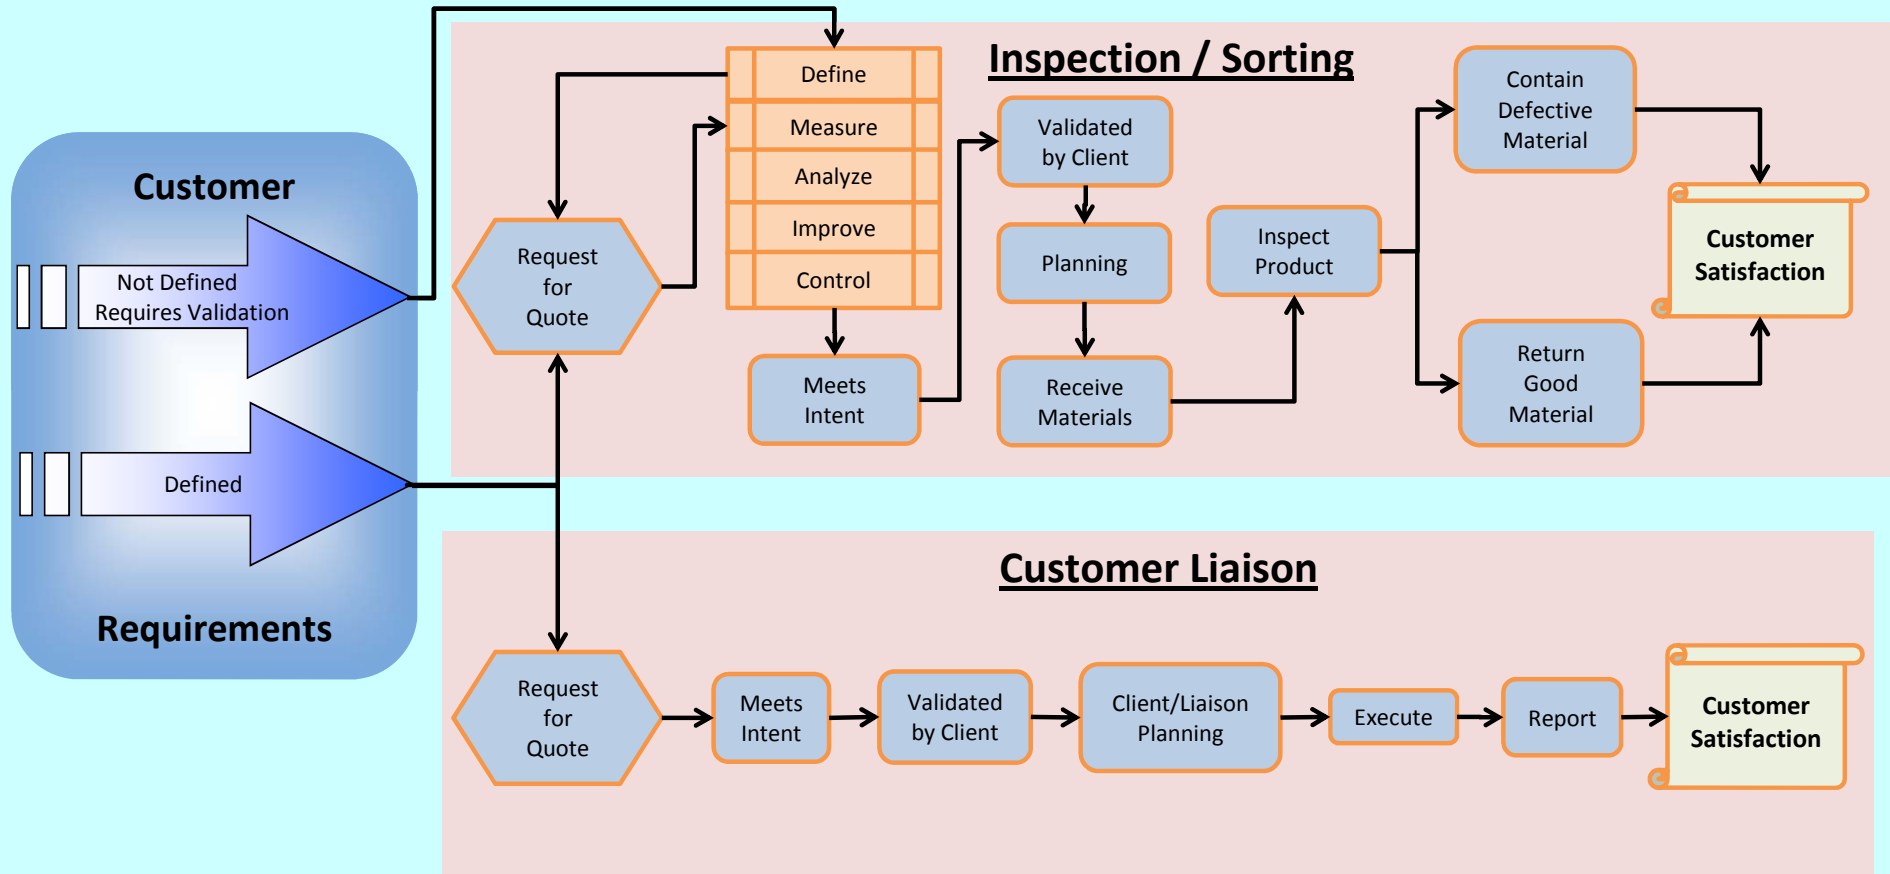 Customer
Not Defined
Requires Validation
Defined
Requirements
Inspection / Sorting
Define
Measure
Analyze
Improve
Control
Request
for
Quote
Meets
Intent
Validated
by Client
Planning
Receive
Materials
Inspect
Product
Contain
Defective
Material
Return
Good
Material
Customer
Satisfaction
Customer Liaison
Request
for
Quote
Meets
Intent
Validated
by Client
Client/Liaison
Planning
Execute
Report
Customer
Satisfaction